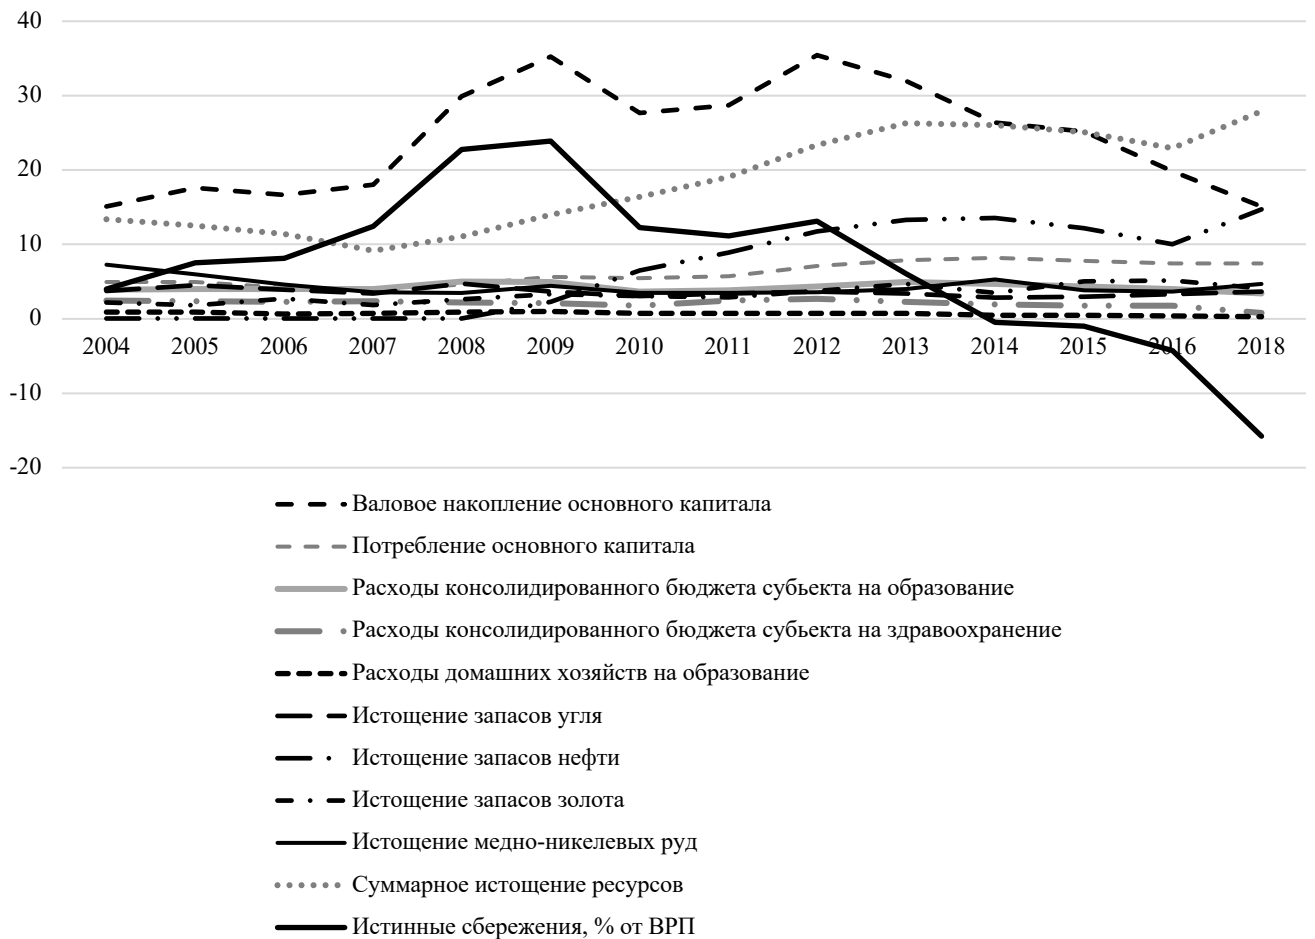 40
30
20
10
0
2004 2005 2006 2007 2008 2009 2010 2011 2012 2013 2014 2015 2016 2018
-10
-20
Валовое накопление основного капитала
Потребление основного капитала
Расходы консолидированного бюджета субъекта на образование
Расходы консолидированного бюджета субъекта на здравоохранение
Расходы домашних хозяйств на образование
Истощение запасов угля
Истощение запасов нефти
Истощение запасов золота
Истощение медно-никелевых руд
Суммарное истощение ресурсов
Истинные сбережения, % от ВРП